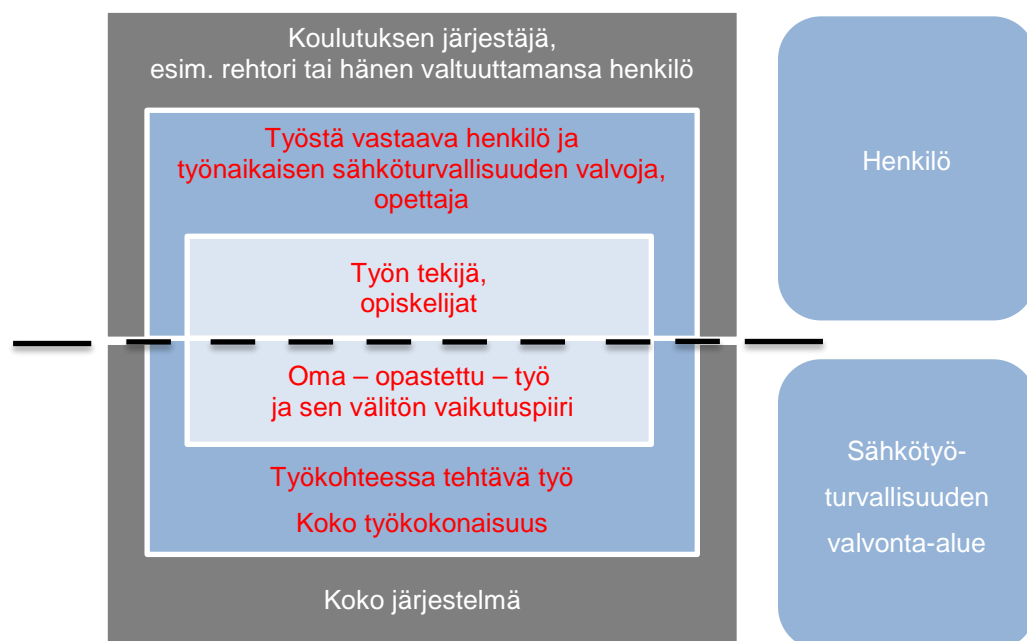 Koulutuksen järjestäjä,
esim. rehtori tai hänen valtuuttamansa henkilö
Työstä vastaava henkilö ja
työnaikaisen sähköturvallisuuden valvoja,
opettaja
Työn tekijä,
opiskelijat
Oma – opastettu – työ
ja sen välitön vaikutuspiiri
Työkohteessa tehtävä työ
Koko työkokonaisuus
Koko järjestelmä
Henkilö
Sähkötyö-
turvallisuuden
valvonta-alue